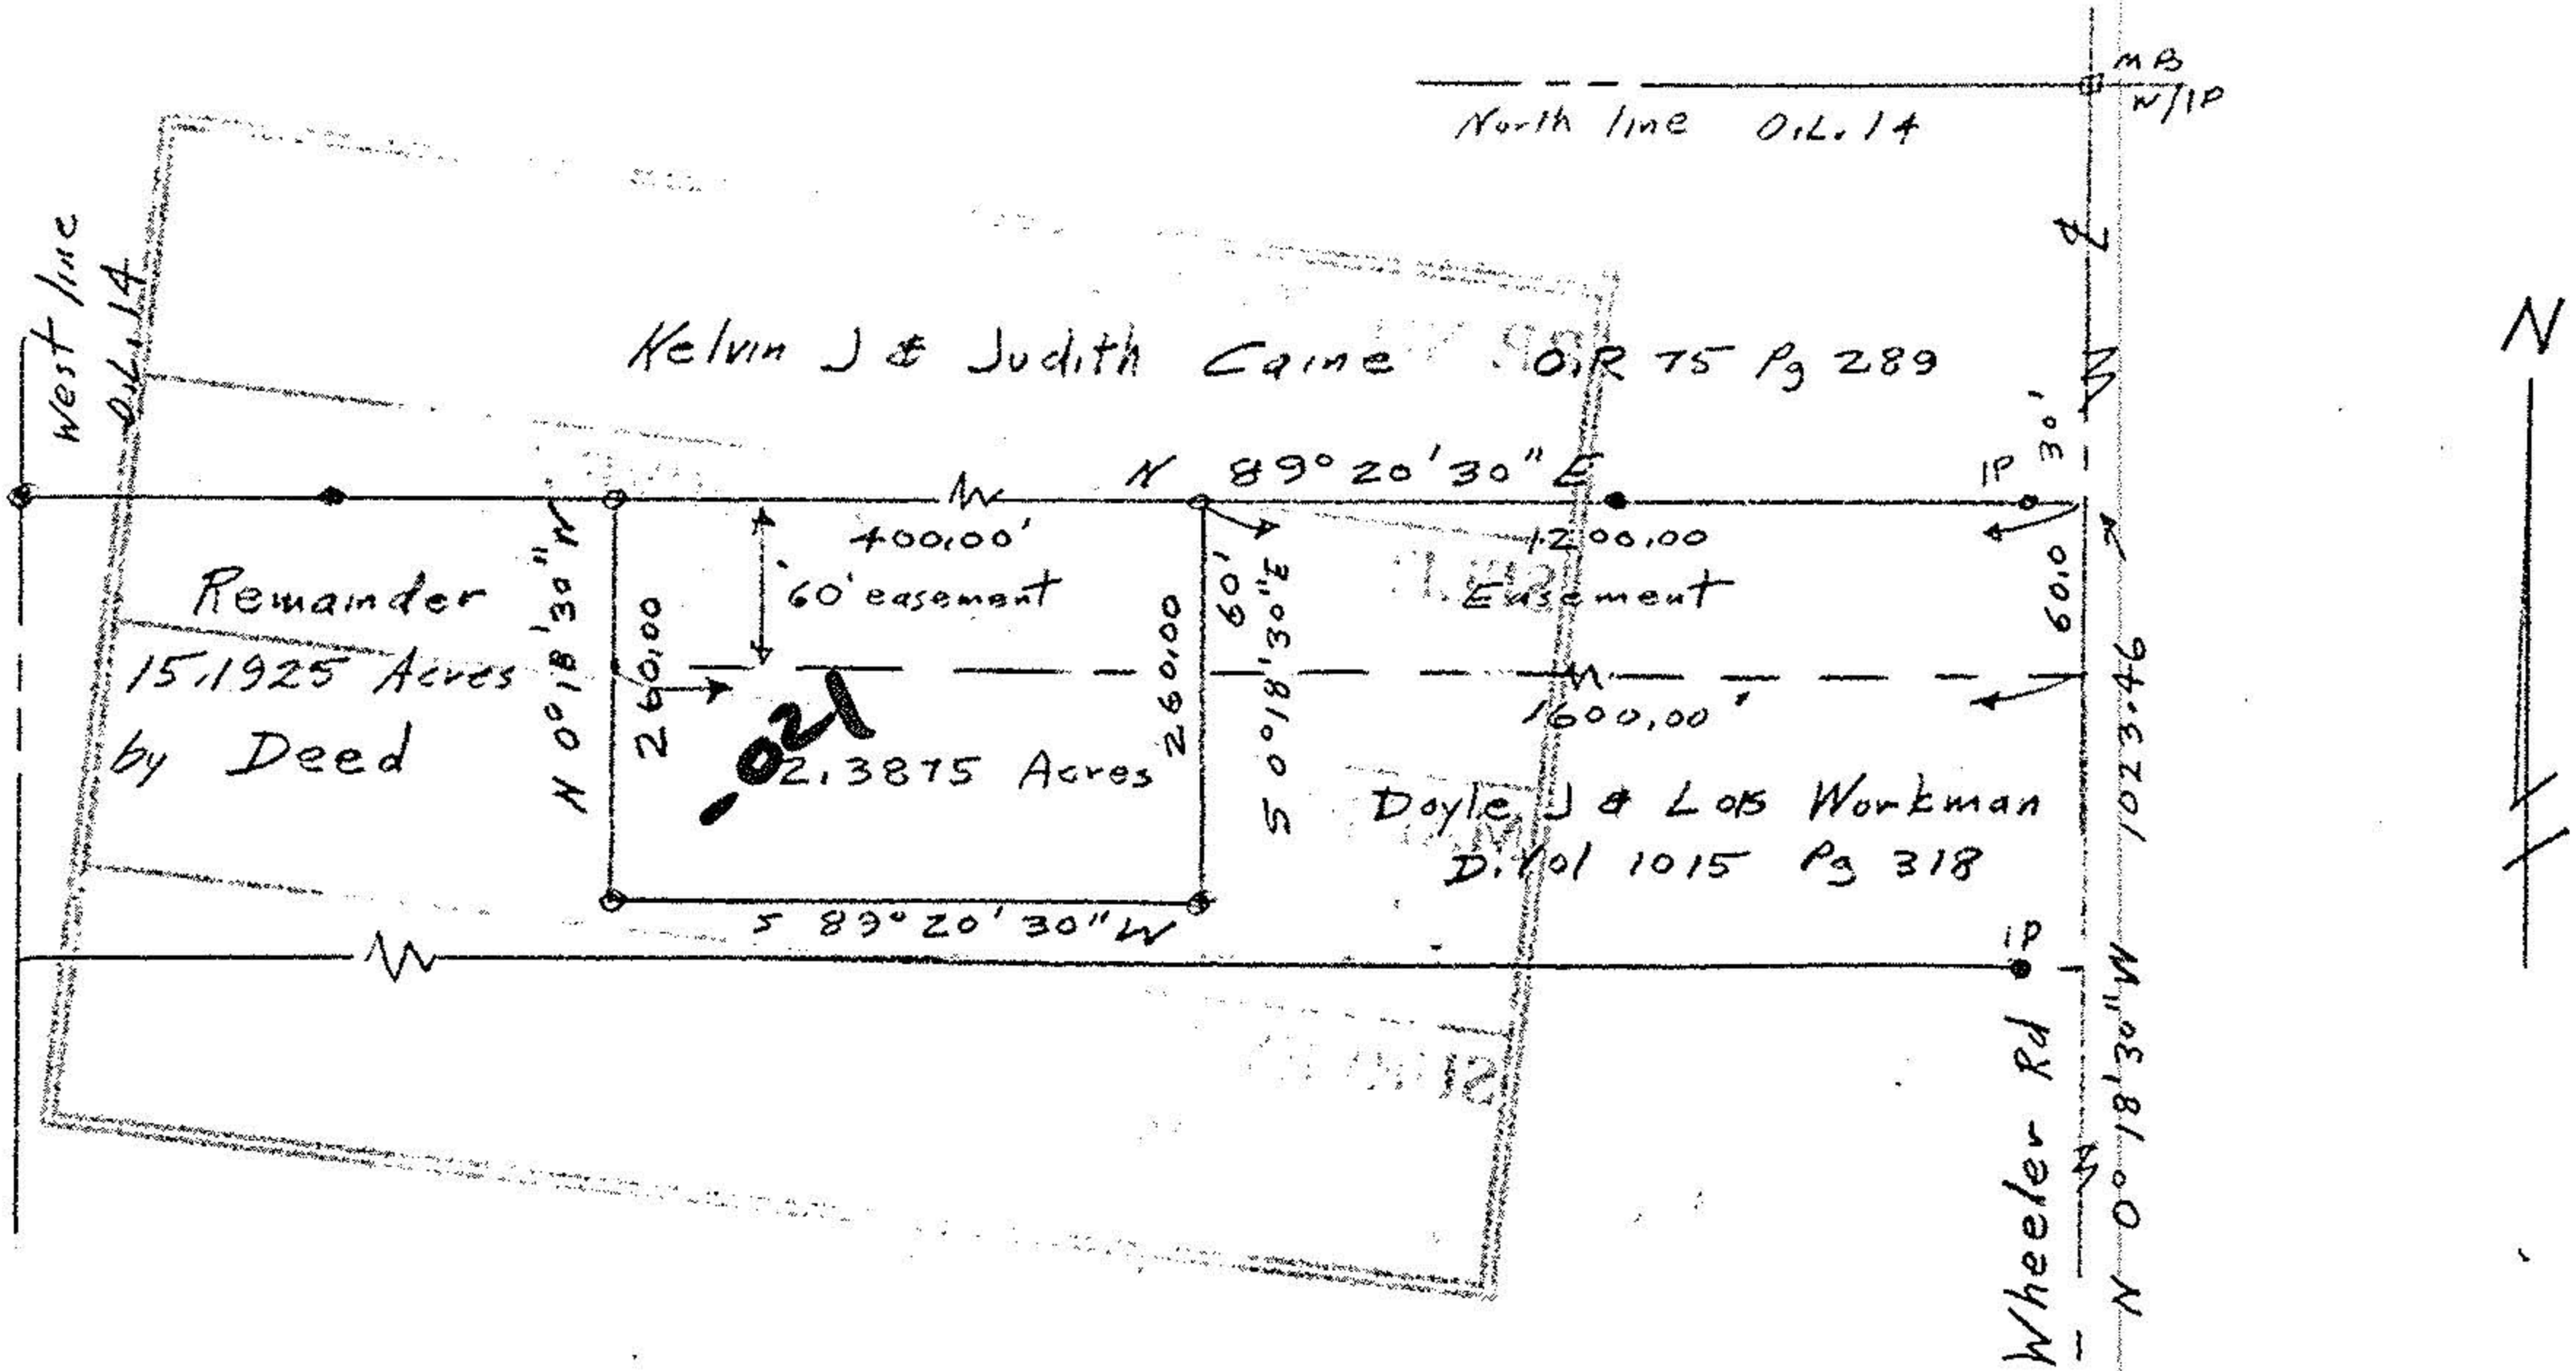 MB
N/IP
North line O.L. 14
West line
O.L. 14
Kelvin J & Judith Caine O.R 75 Pg 289
N
30'
IP
N 89° 20' 30" E
400.00'
1200.00
60' easement
60'
Easement
60.0
Remainder
15.1925 Acres
by Deed
N 0° 18' 30" W
260.00
260.00
S 0° 18' 30" E
1600.00'
-021
2.3875 Acres
Doyle J & Lois Workman
D. Vol 1015 Pg 318
S 89° 20' 30" W
IP
Wheeler Rd
N 0° 18' 30" W 1023.46